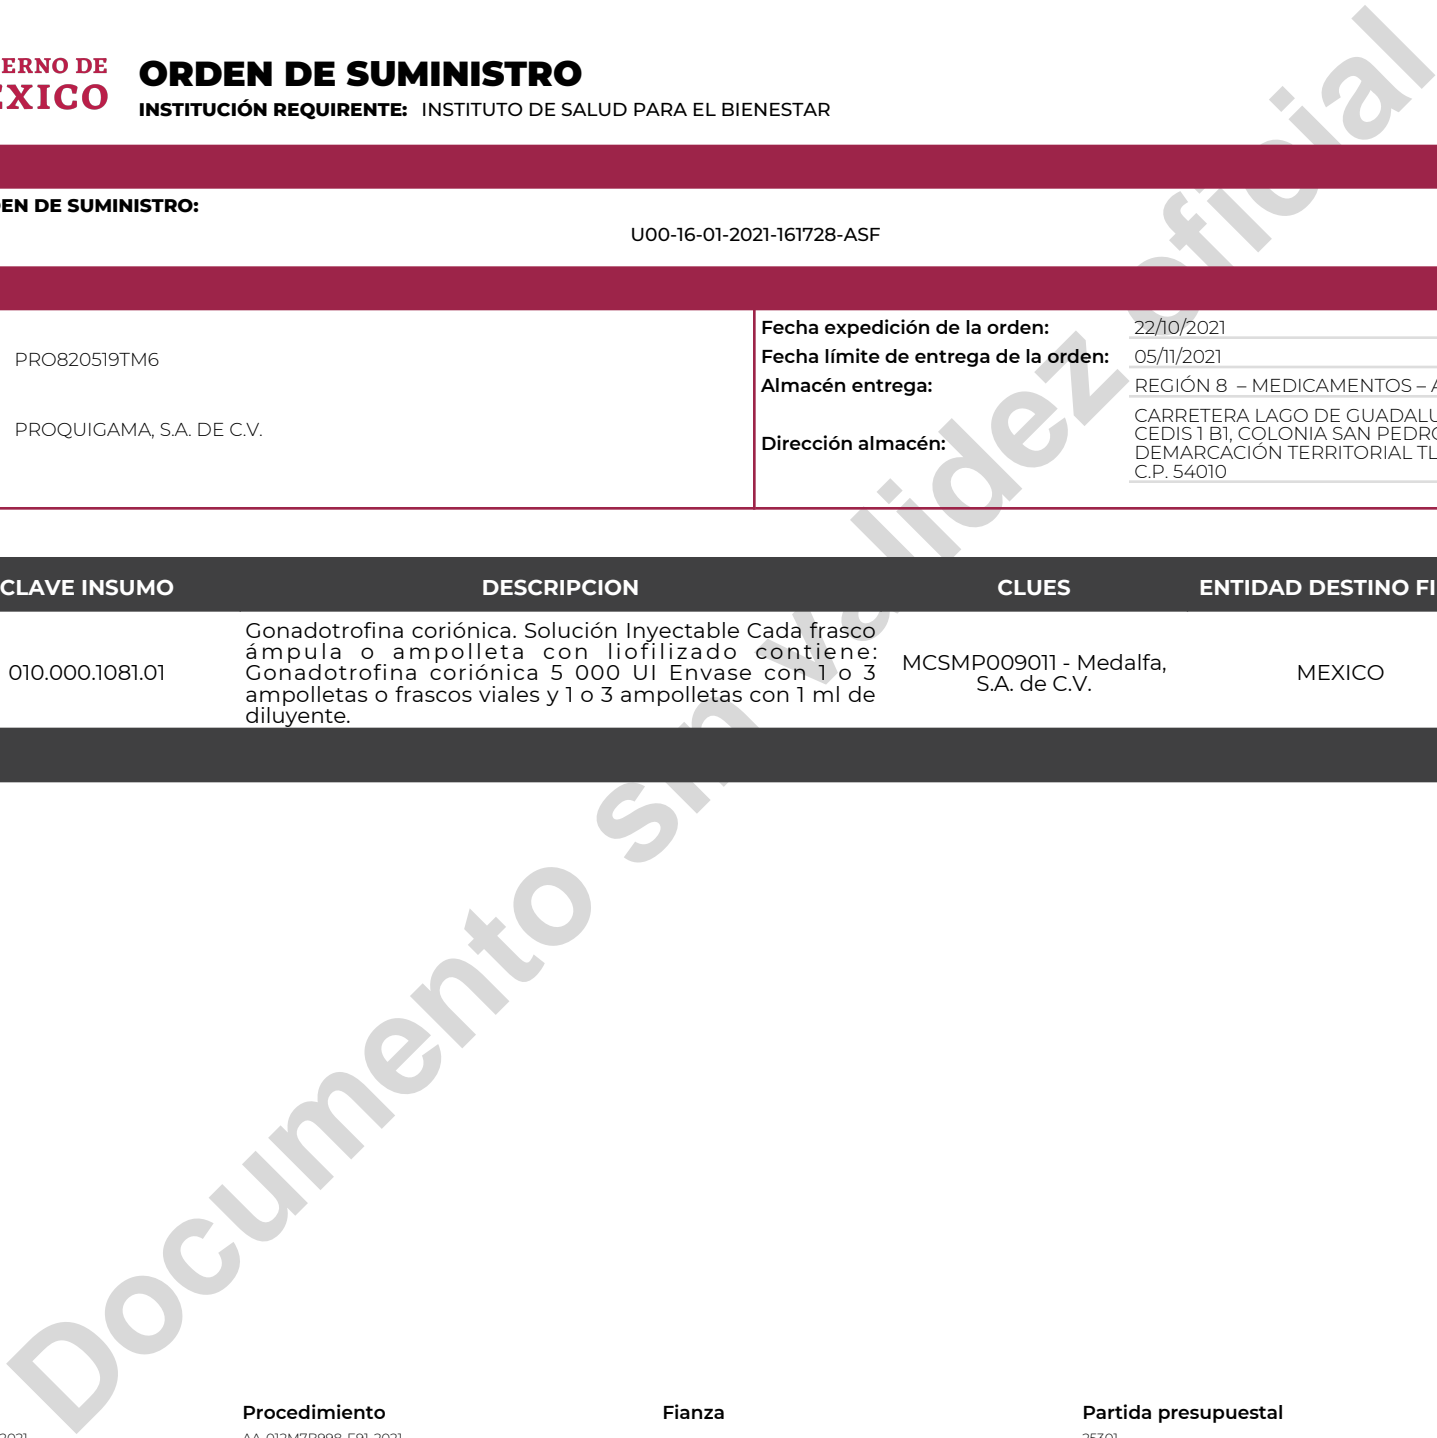 ERNO DE
ÉXICO
ORDEN DE SUMINISTRO
INSTITUCIÓN REQUIRENTE: INSTITUTO DE SALUD PARA EL BIENESTAR
EN DE SUMINISTRO:
U00-16-01-2021-161728-ASF
PRO820519TM6
PROQUIGAMA, S.A. DE C.V.
Fecha expedición de la orden: 22/10/2021
Fecha límite de entrega de la orden: 05/11/2021
Almacén entrega: REGIÓN 8 – MEDICAMENTOS – A
Dirección almacén:
CARRETERA LAGO DE GUADALU
CEDIS 1 B1, COLONIA SAN PEDRO
DEMARCACIÓN TERRITORIAL TL
C.P. 54010
CLAVE INSUMO DESCRIPCION CLUES ENTIDAD DESTINO FI
010.000.1081.01
Gonadotrofina coriónica. Solución Inyectable Cada frasco
ámpula o ampolleta con liofilizado contiene:
Gonadotrofina coriónica 5 000 UI Envase con 1 o 3
ampolletas o frascos viales y 1 o 3 ampolletas con 1 ml de
diluyente.
MCSMP009011 - Medalfa,
S.A. de C.V.
MEXICO
Documento sin validez oficial
Procedimiento Fianza Partida presupuestal